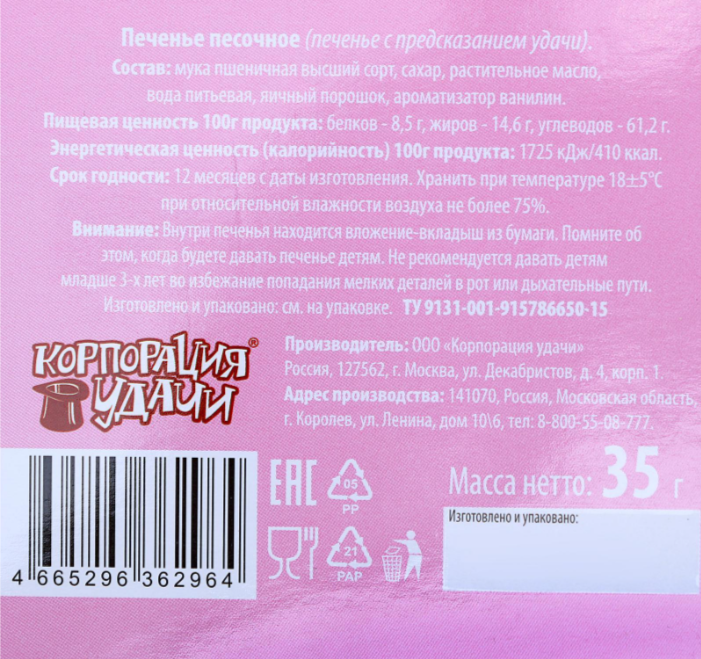 Печенье песочное (печенье с предсказанием удачи).
Состав: мука пшеничная высший сорт, сахар, растительное масло,
вода питьевая, яичный порошок, ароматизатор ванилин.
Пищевая ценность 100г продукта: белков - 8,5 г, жиров - 14,6 г, углеводов - 61,2 г.
Энергетическая ценность (калорийность) 100г продукта: 1725 кДж/410 ккал.
Срок годности: 12 месяцев с даты изготовления. Хранить при температуре 18±5°С
при относительной влажности воздуха не более 75%.
Внимание: Внутри печенья находится вложение-вкладыш из бумаги. Помните об
этом, когда будете давать печенье детям. Не рекомендуется давать детям
младше 3-х лет во избежание попадания мелких деталей в рот или дыхательные пути.
Изготовлено и упаковано: см. на упаковке. ТУ 9131-001-915786650-15
КОРПОРАЦИЯ®
УДАЧИ
Производитель: ООО «Корпорация удачи»
Россия, 127562, г. Москва, ул. Декабристов, д. 4, корп. 1.
Адрес производства: 141070, Россия, Московская область,
г. Королев, ул. Ленина, дом 10\6, тел: 8-800-55-08-777.
EAC
05
PP
Масса нетто: 35 г
Изготовлено и упаковано:
21
PAP
4 665296 362964